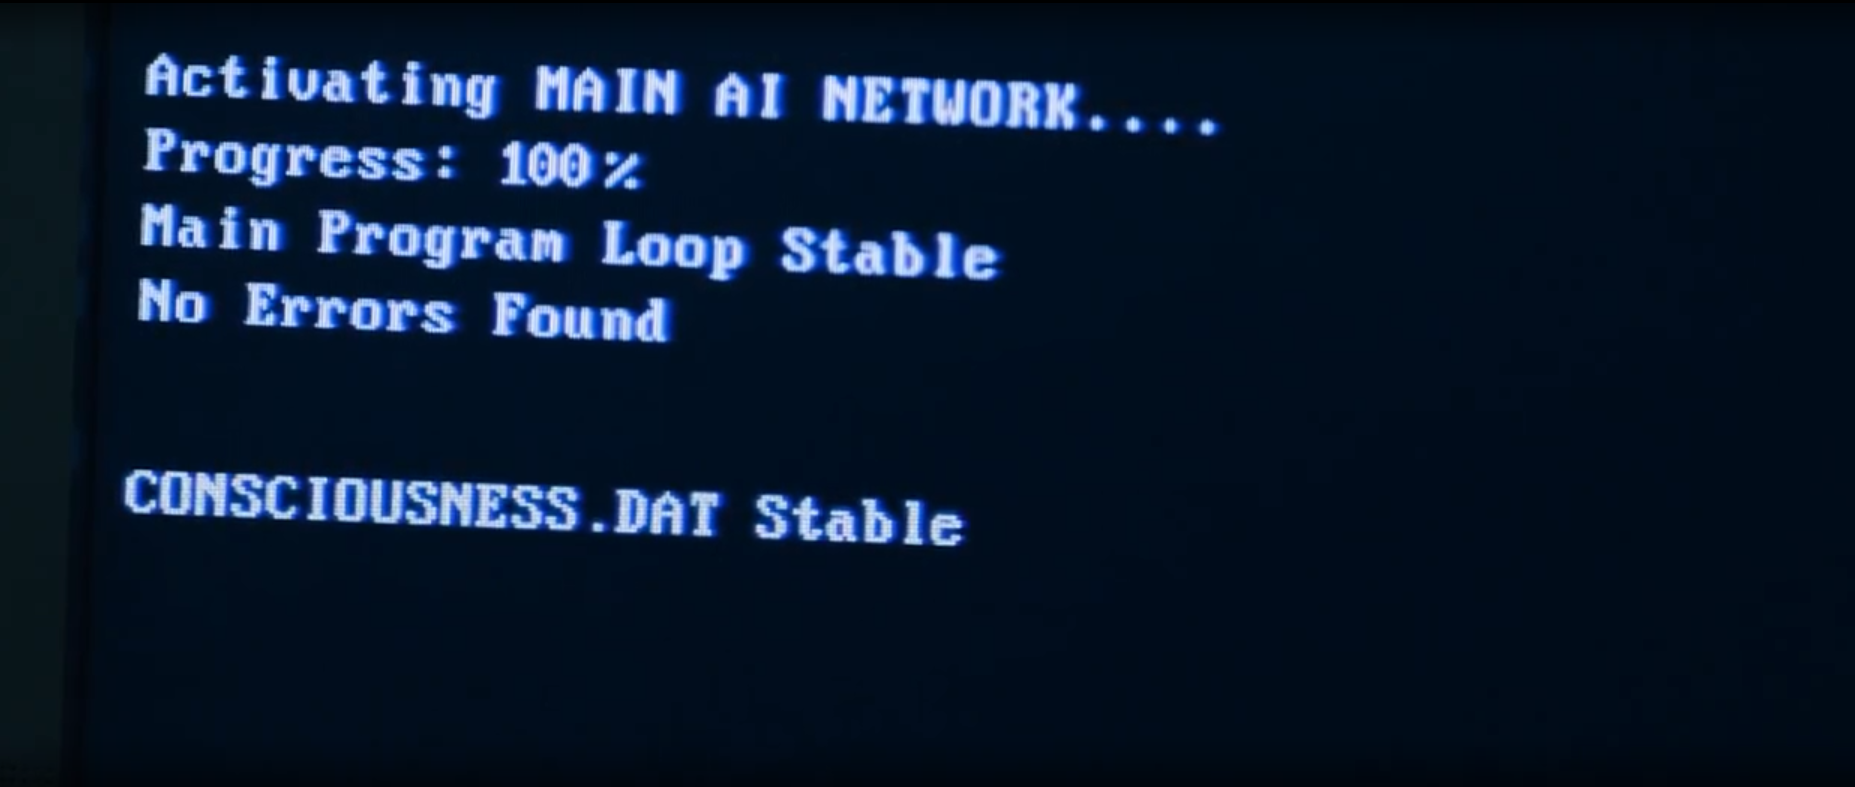 Activating MAIN AI NETWORK....
Progress: 100%
Main Program Loop Stable
No Errors Found
CONSCIOUSNESS.DAT Stable